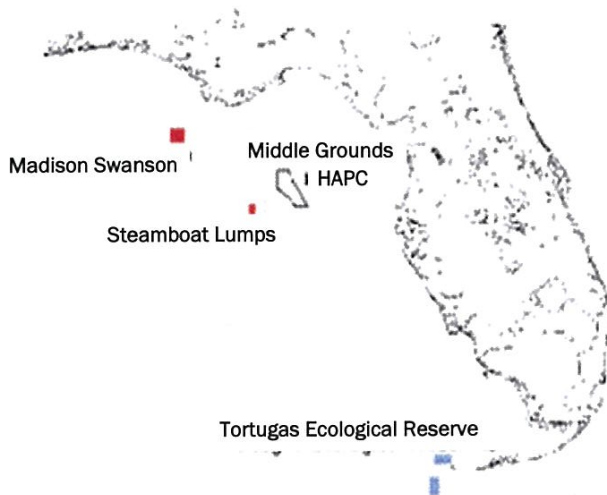 Middle Grounds
HAPC
Madison Swanson
Steamboat Lumps
Tortugas Ecological Reserve